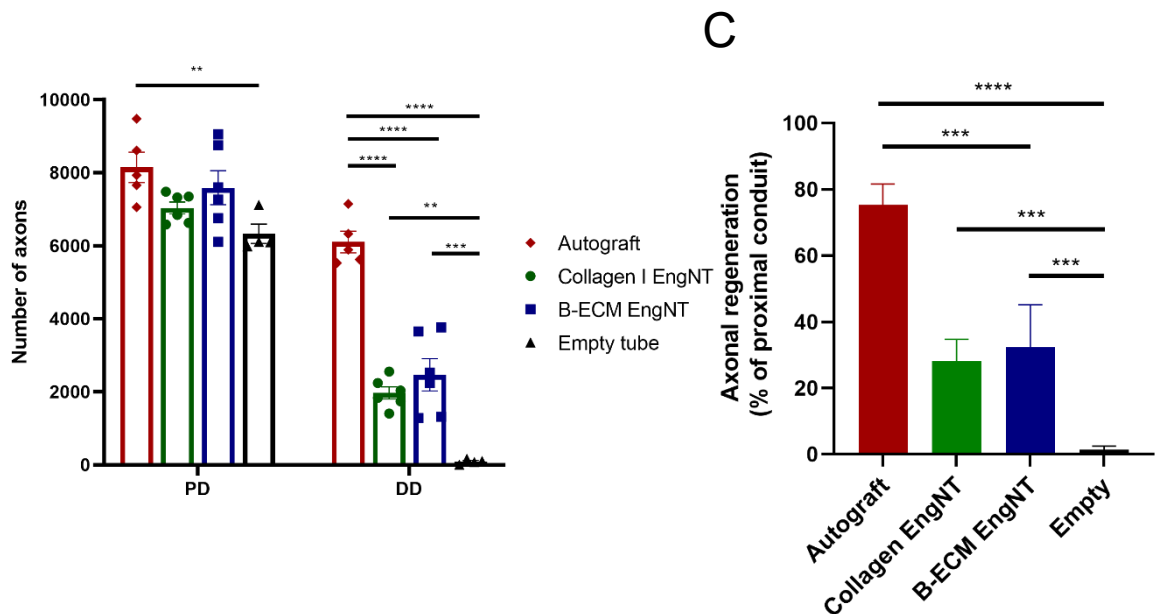 C
**
10000
8000
6000
4000
2000
0
Number of axons
****
****
****
**
***
PD
DD
Autograft
Collagen I EngNT
B-ECM EngNT
Empty tube
****
***
***
***
100
80
60
40
20
0
Axonal regeneration
(% of proximal conduit)
Autograft
Collagen EngNT
B-ECM EngNT
Empty